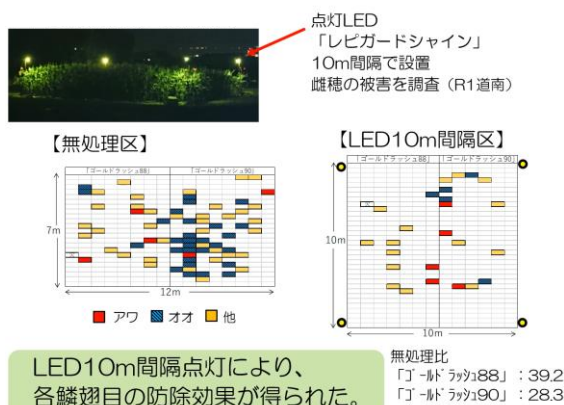 点灯LED
「レピガードシャイン」
10m間隔で設置
雌穂の被害を調査（R1道南）
【無処理区】
【LED10m間隔区】
「ゴールドラッシュ88」
「ゴールドラッシュ90」
「ゴールドラッシュ88」
「ゴールドラッシュ90」
7m
12m
10m
10m
アワ オオ 他
LED10m間隔点灯により、
各鱗翅目の防除効果が得られた。
無処理比
「ゴールドラッシュ88」：39.2
「ゴールドラッシュ90」：28.3